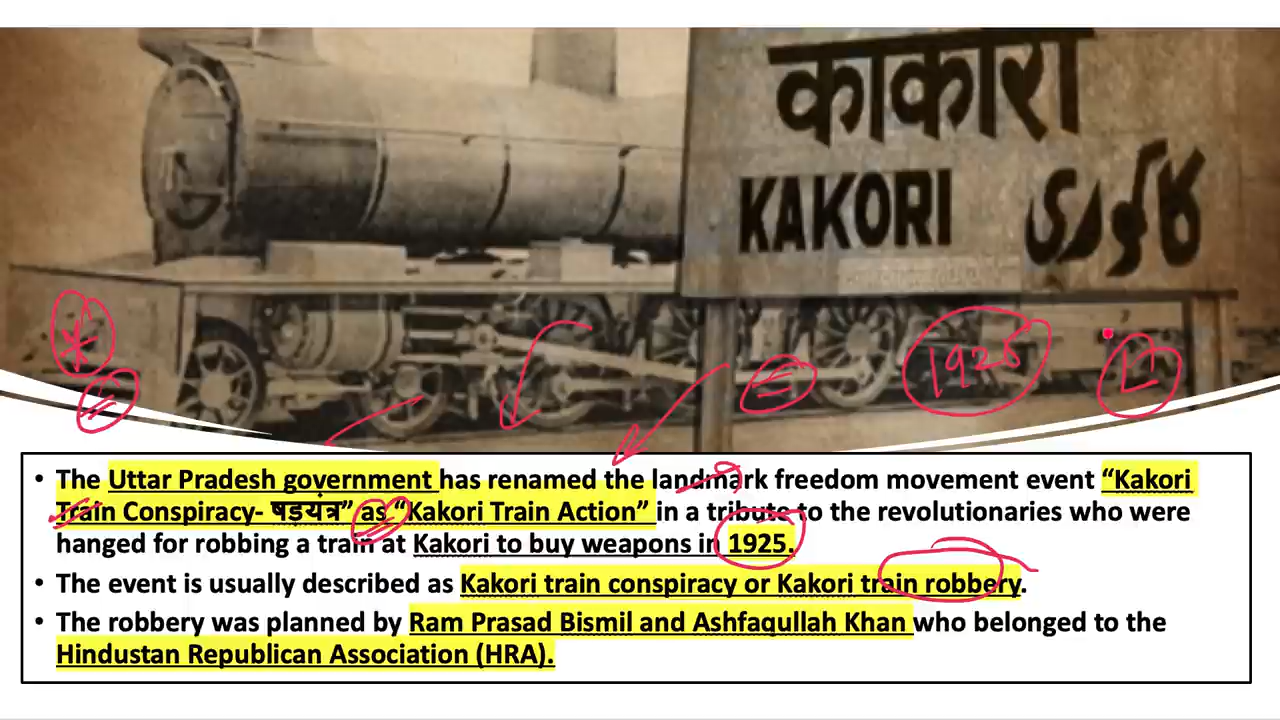 काकोरी
KAKORI
کاکوری
1925
• The Uttar Pradesh government has renamed the landmark freedom movement event “Kakori
Train Conspiracy- षड़यंत्र” as “Kakori Train Action” in a tribute to the revolutionaries who were
hanged for robbing a train at Kakori to buy weapons in 1925.
• The event is usually described as Kakori train conspiracy or Kakori train robbery.
• The robbery was planned by Ram Prasad Bismil and Ashfaqullah Khan who belonged to the
Hindustan Republican Association (HRA).